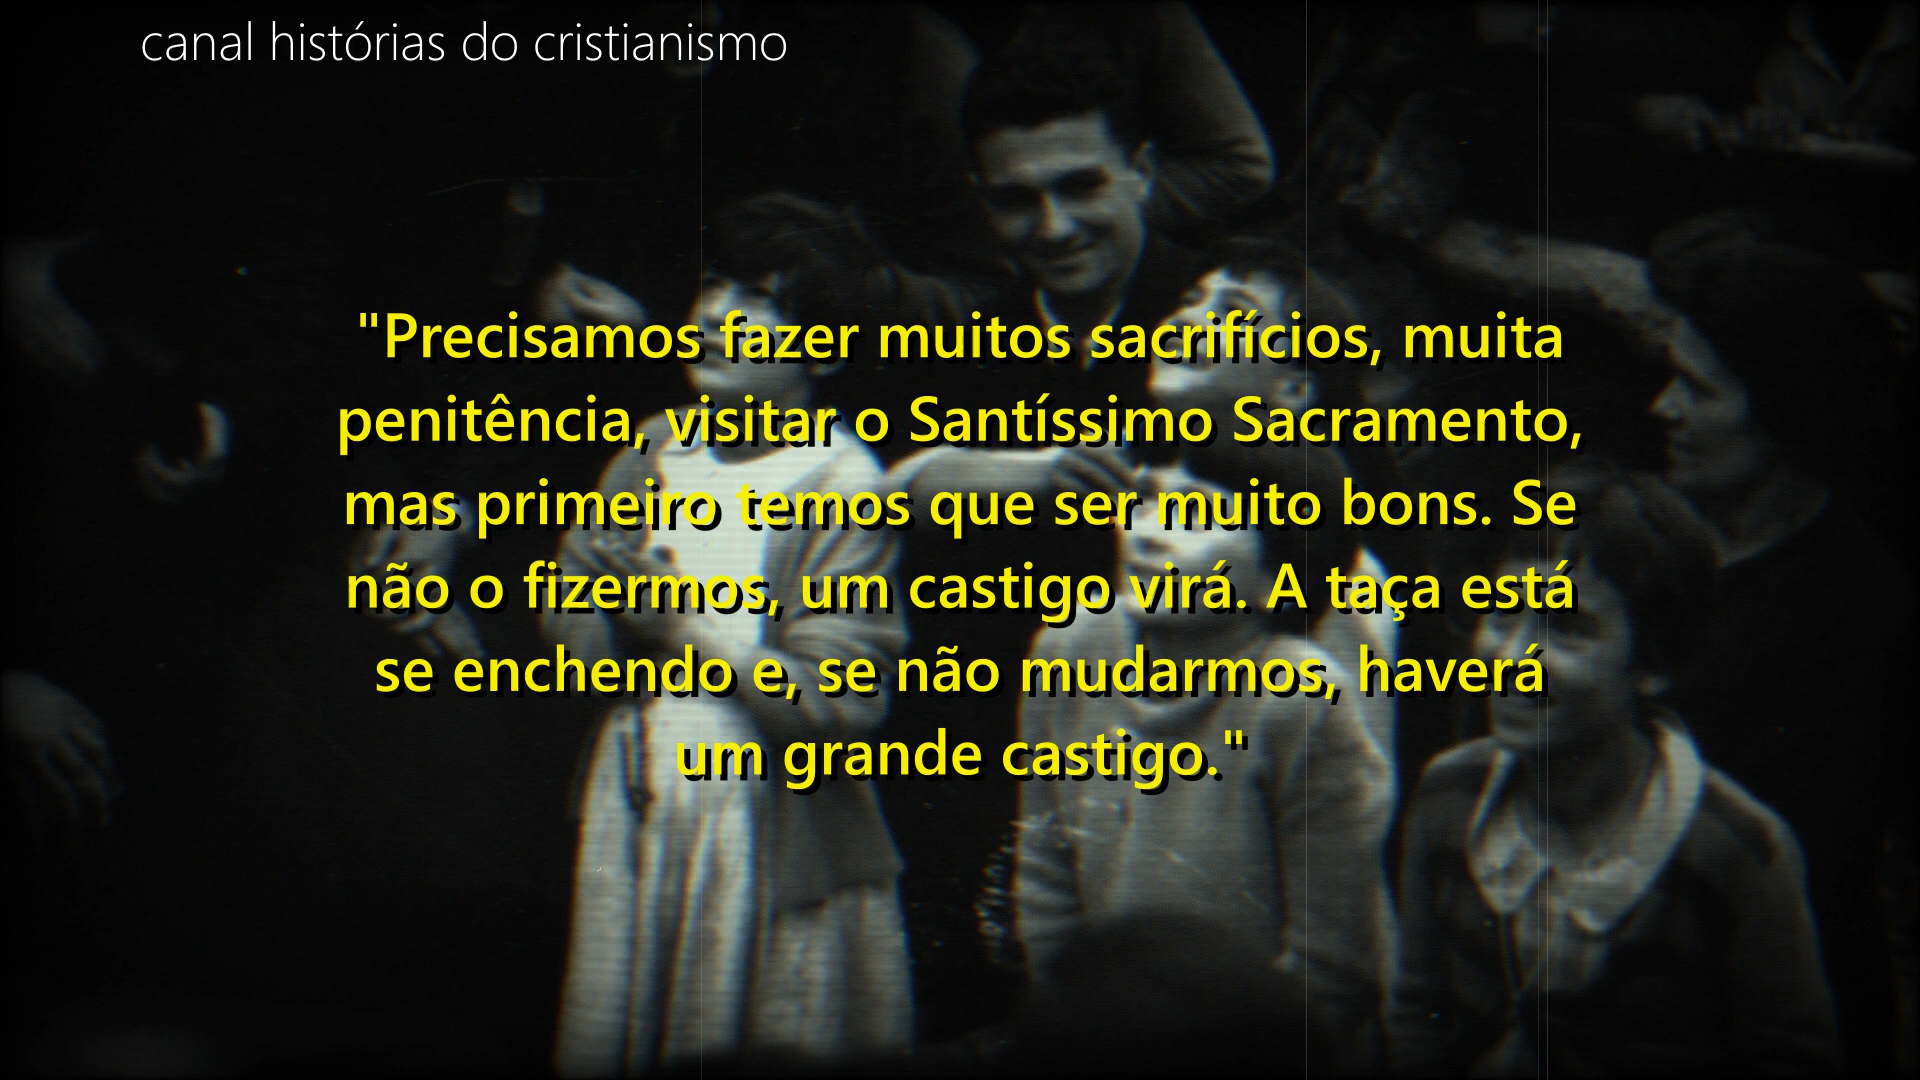 canal histórias do cristianismo
"Precisamos fazer muitos sacrifícios, muita
penitência, visitar o Santíssimo Sacramento,
mas primeiro temos que ser muito bons. Se
não o fizermos, um castigo virá. A taça está
se enchendo e, se não mudarmos, haverá
um grande castigo."